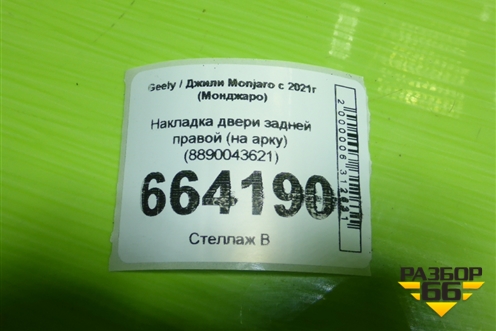 Geely / Джили Monjaro с 2021г
(Монджаро)
Накладка двери задней
правой (на арку)
(8890043621)
664190
Стеллаж В
РАЗБОР
66